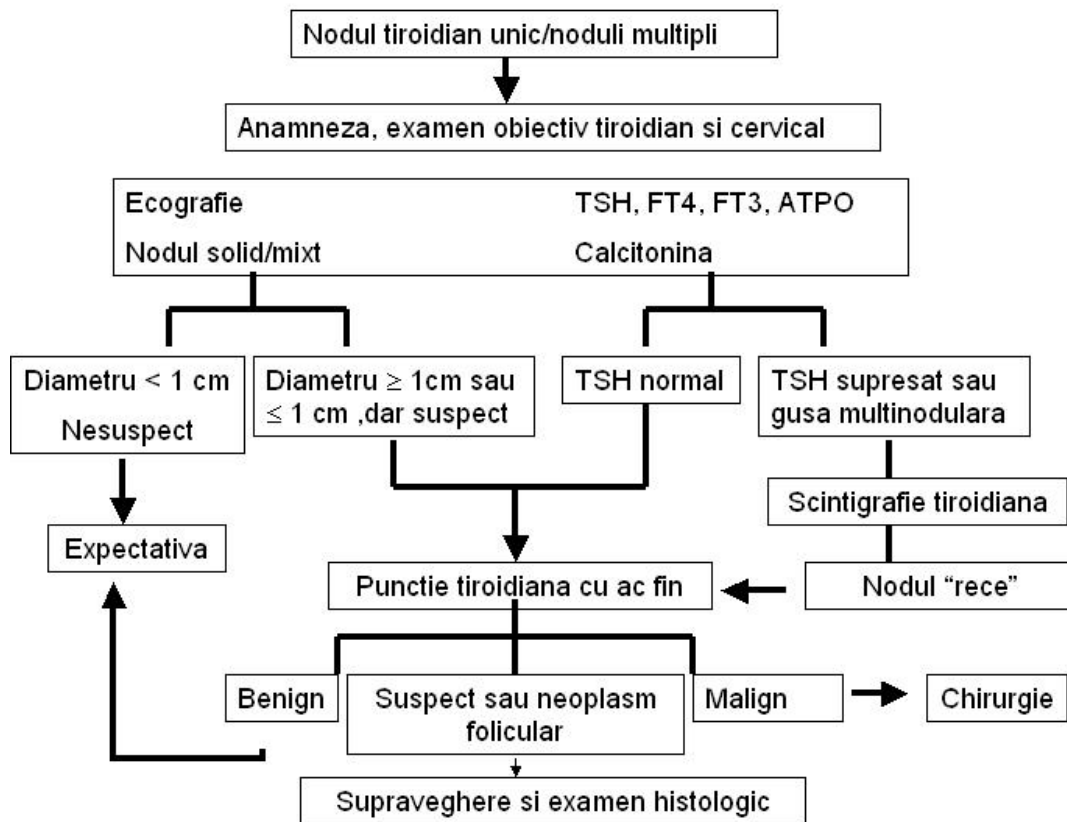 Nodul tiroidian unic/noduli multipli
Anamneza, examen obiectiv tiroidian si cervical
Ecografie
Nodul solid/mixt
TSH, FT4, FT3, ATPO
Calcitonina
Diametru < 1 cm
Nesuspect
Diametru ≥ 1cm sau
≤ 1 cm ,dar suspect
TSH normal
TSH supresat sau
gusa multinodulara
Scintigrafie tiroidiana
Expectativa
Punctie tiroidiana cu ac fin
Nodul “rece”
Benign
Suspect sau neoplasm
folicular
Malign
Chirurgie
Supraveghere si examen histologic